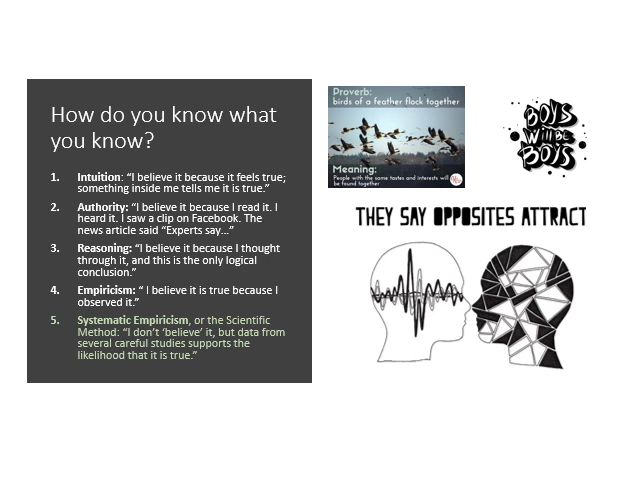 How do you know what
you know?
1. Intuition: “I believe it because it feels true;
something inside me tells me it is true.”
2. Authority: “I believe it because I read it. I
heard it. I saw a clip on Facebook. The
news article said “Experts say...”
3. Reasoning: “I believe it because I thought
through it, and this is the only logical
conclusion.”
4. Empiricism: “ I believe it is true because I
observed it.”
5. Systematic Empiricism, or the Scientific
Method: “I don’t ‘believe’ it, but data from
several careful studies supports the
likelihood that it is true.”
Proverb:
birds of a feather flock together
Meaning:
People with the same tastes and interests will
be found together
BOYS
WILL BE
BOYS
THEY SAY OPPOSITES ATTRACT